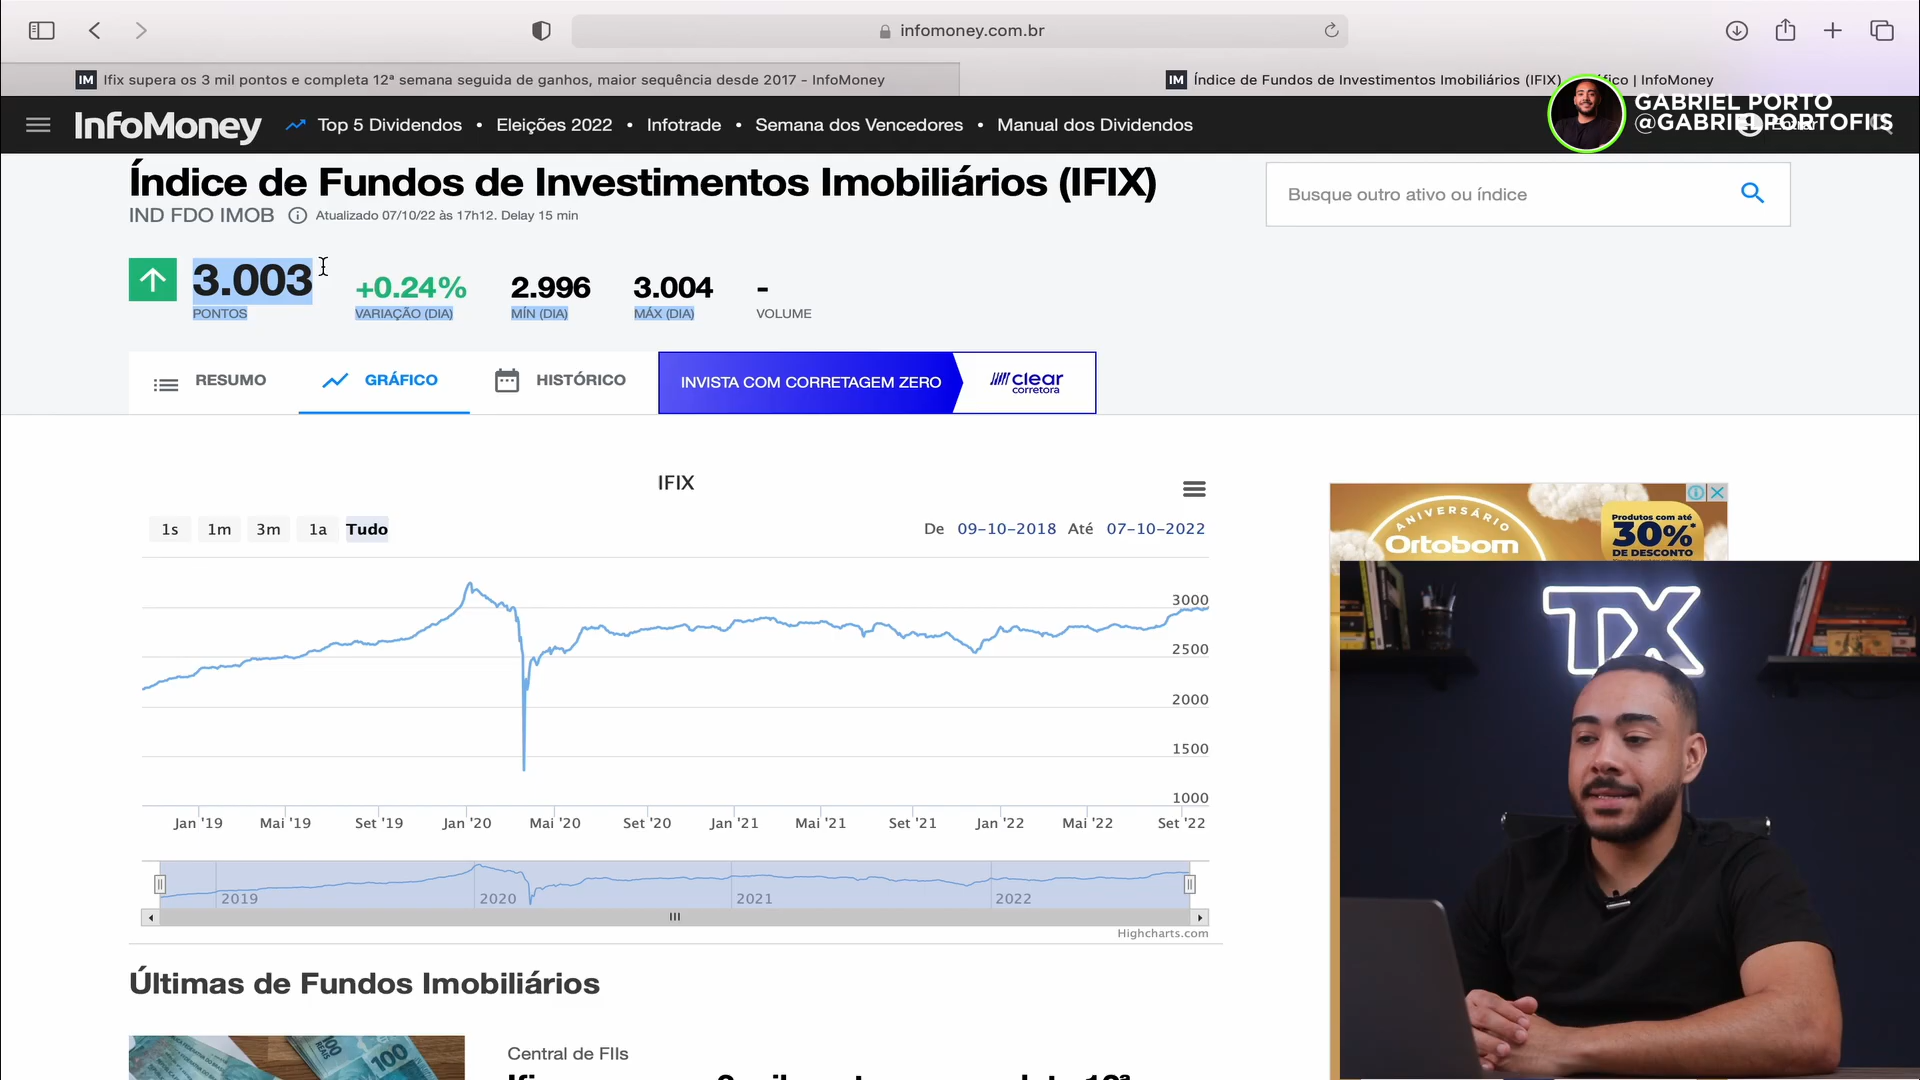 infomoney.com.br
IM Ifix supera os 3 mil pontos e completa 12ª semana seguida de ganhos, maior sequência desde 2017 - InfoMoney
IM Índice de Fundos de Investimentos Imobiliários (IFIX)
| InfoMoney
InfoMoney
Top 5 Dividendos • Eleições 2022 • Infotrade • Semana dos Vencedores • Manual dos Dividendos
GABRIEL PORTO
@GABRIELPORTOFIIS
Índice de Fundos de Investimentos Imobiliários (IFIX)
IND FDO IMOB
Atualizado 07/10/22 às 17h12. Delay 15 min
Busque outro ativo ou índice
3.003 +0.24% 2.996 3.004 -
PONTOS VARIAÇÃO (DIA) MÍN (DIA) MÁX (DIA) VOLUME
RESUMO GRÁFICO HISTÓRICO
INVISTA COM CORRETAGEM ZERO
clear
corretora
IFIX
1s 1m 3m 1a Tudo
De 09-10-2018 Até 07-10-2022
3000
2500
2000
1500
1000
Jan '19 Mai '19 Set '19 Jan '20 Mai '20 Set '20 Jan '21 Mai '21 Set '21 Jan '22 Mai '22 Set '22
2019 2020 2021 2022
Highcharts.com
ANIVERSÁRIO
Ortobom
Produtos com até
30%*
DE DESCONTO
TX
Últimas de Fundos Imobiliários
Central de FIIs
100
100